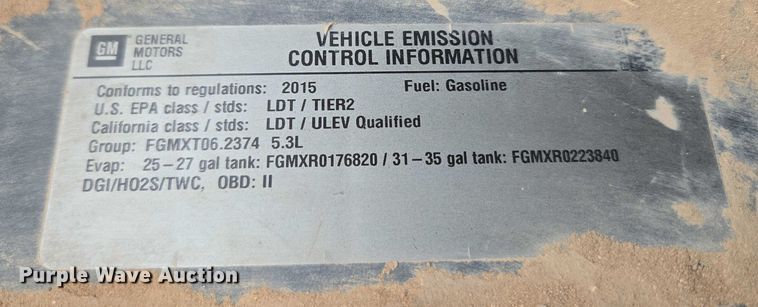 GM
GENERAL
MOTORS
LLC
VEHICLE EMISSION
CONTROL INFORMATION
Conforms to regulations: 2015 Fuel: Gasoline
U.S. EPA class / stds: LDT / TIER2
California class / stds: LDT / ULEV Qualified
Group: FGMXT06.2374 5.3L
Evap: 25-27 gal tank: FGMXR0176820 / 31-35 gal tank: FGMXR0223840
DGI/HO2S/TWC, OBD: II
Purple Wave Auction